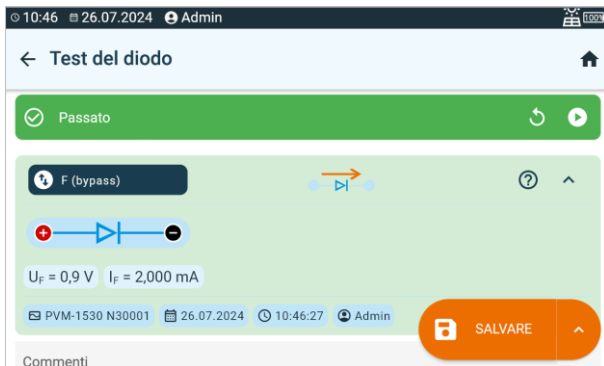 10:46 26.07.2024 Admin 100%
Test del diodo
Passato
F (bypass)
UF = 0,9 V IF = 2,000 mA
PVM-1530 N30001 26.07.2024 10:46:27 Admin
SALVARE
Commenti